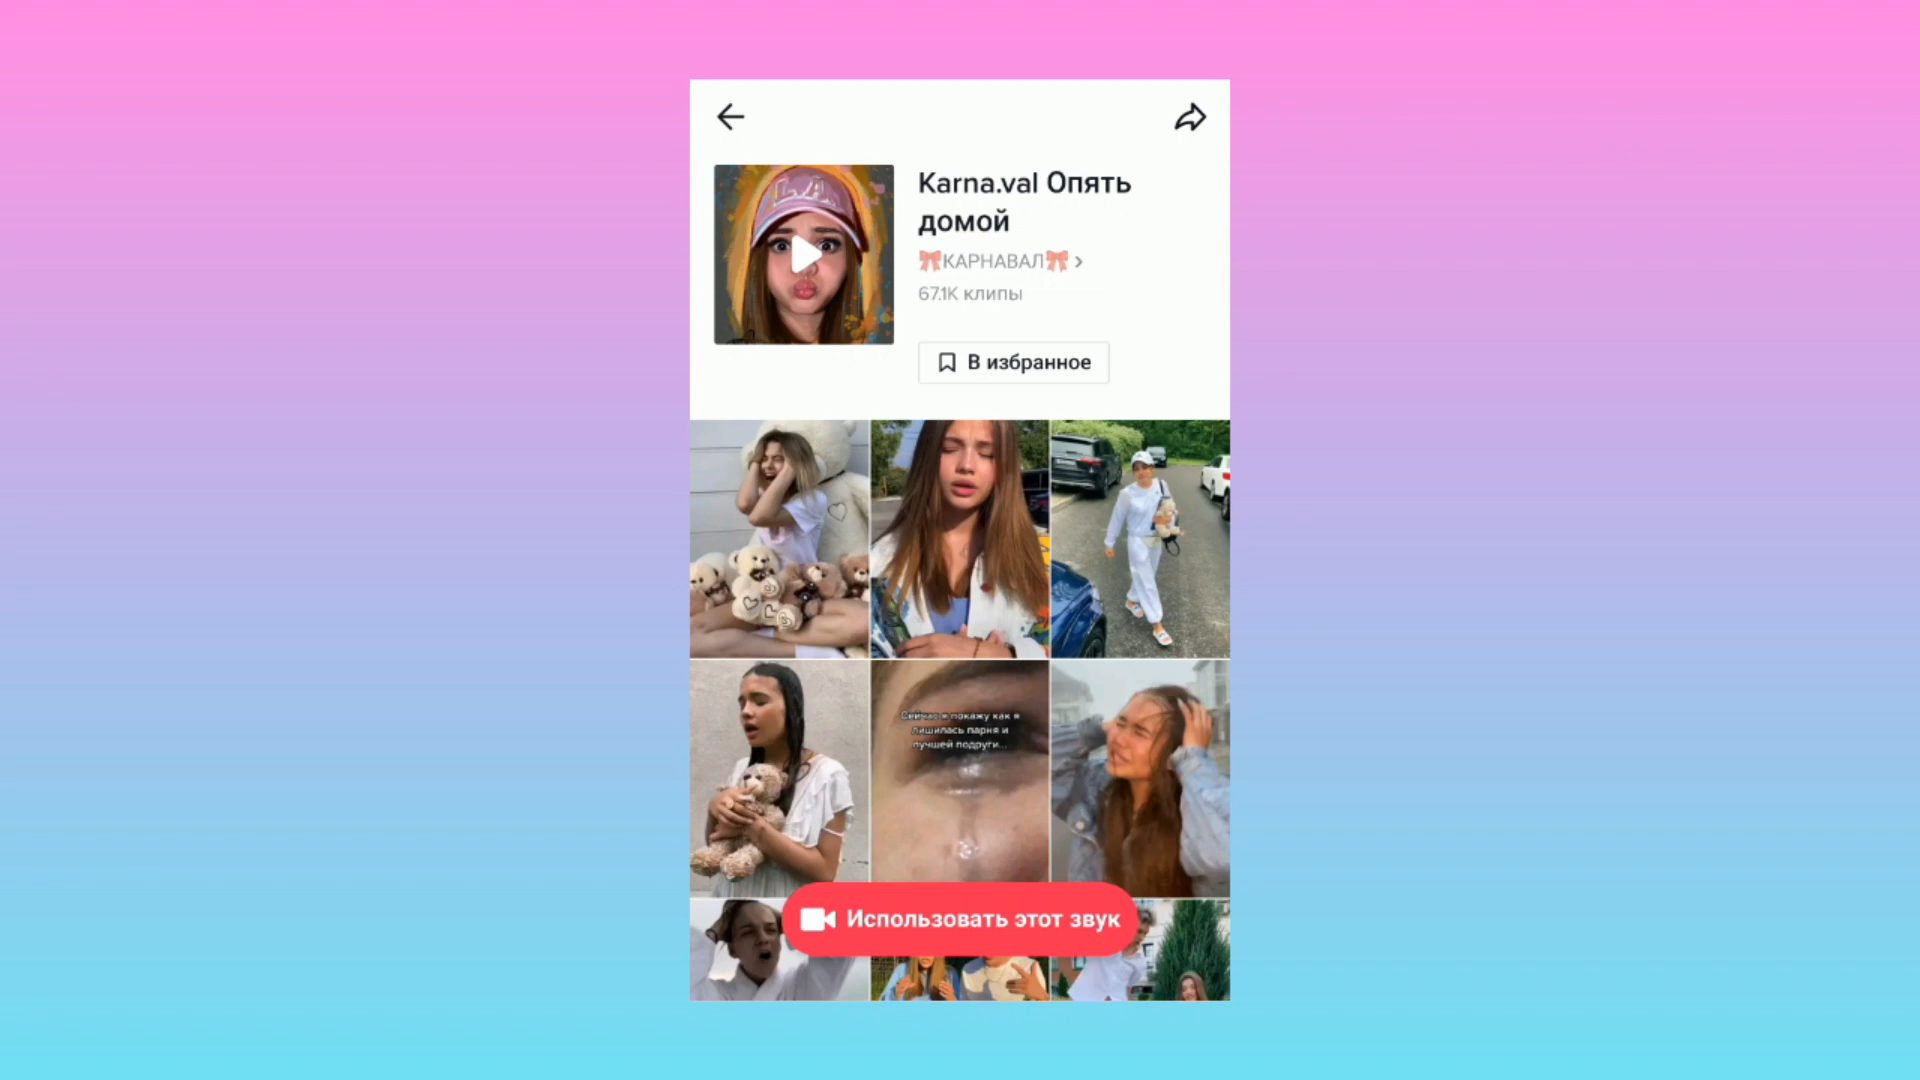 LA
Karna.val Опять
домой
🎀КАРНАВАЛ🎀 >
67.1K клипы
В избранное
Сейчас я покажу как я
лишилась парня и
лучшей подруги...
Использовать этот звук